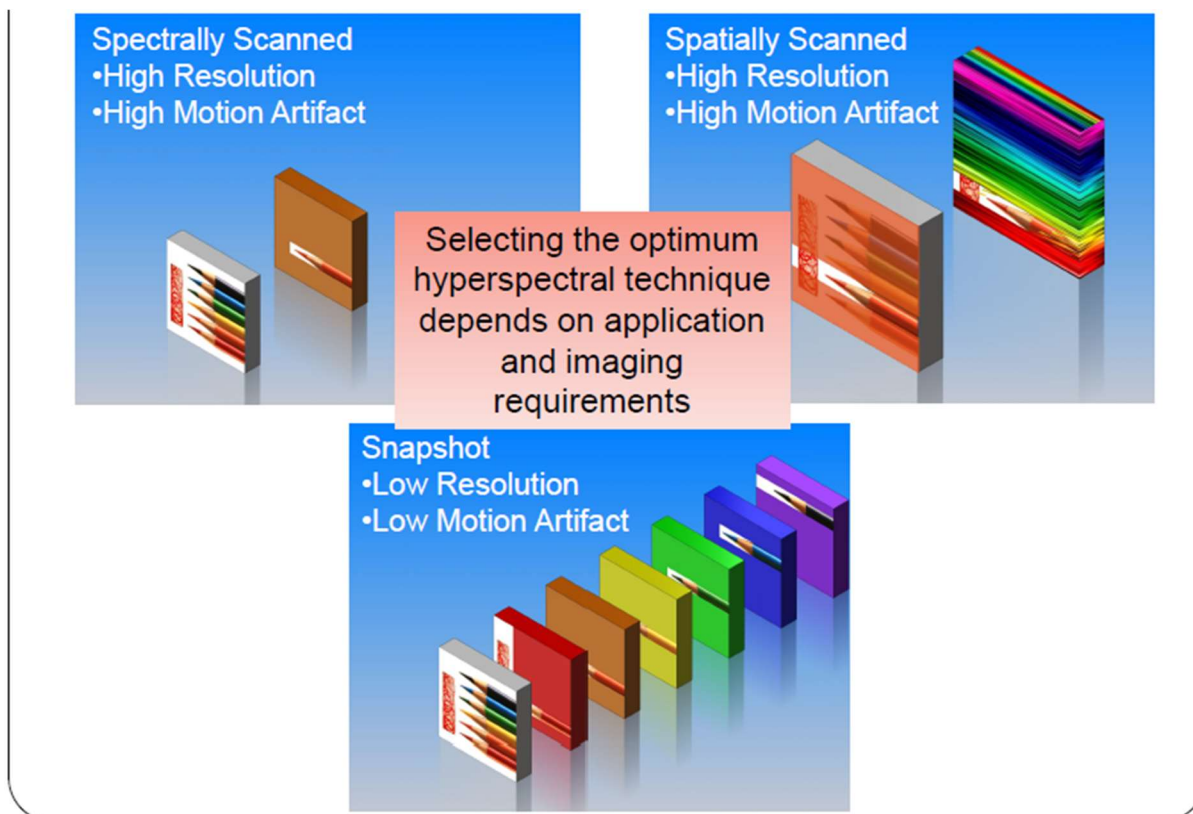 Spectrally Scanned
•High Resolution
•High Motion Artifact
Spatially Scanned
•High Resolution
•High Motion Artifact
Selecting the optimum
hyperspectral technique
depends on application
and imaging
requirements
Snapshot
•Low Resolution
•Low Motion Artifact